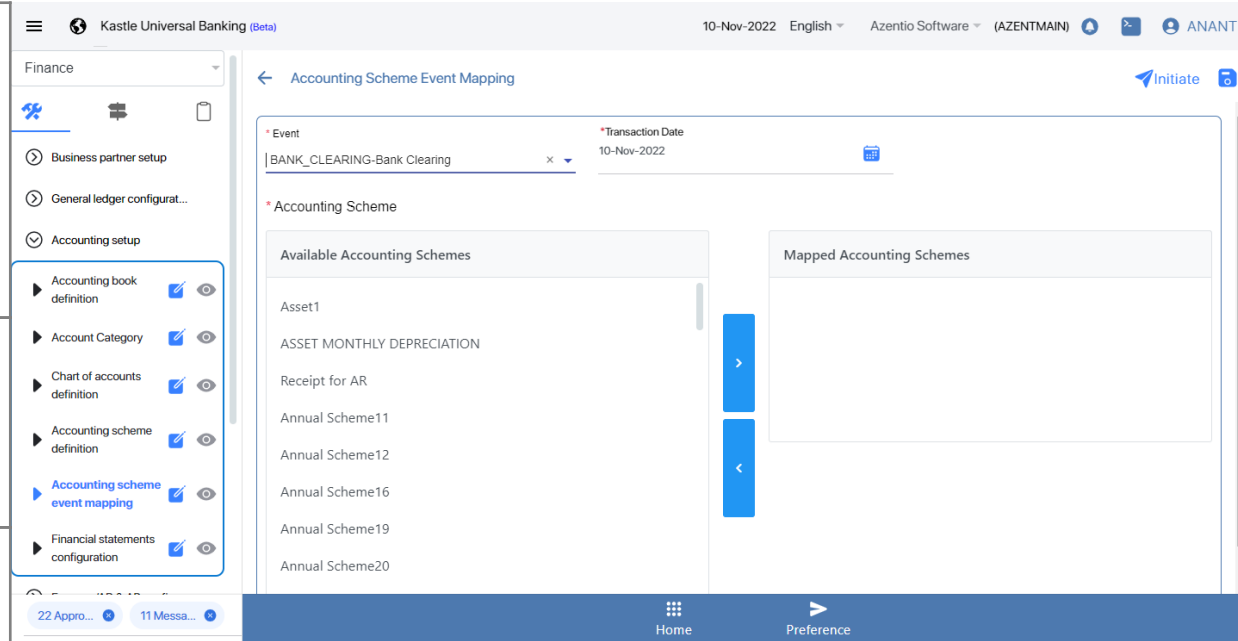 Kastle Universal Banking (Beta)
10-Nov-2022 English Azentio Software (AZENTMAIN) ANANT
Finance
Accounting Scheme Event Mapping
Initiate
* Event
BANK_CLEARING-Bank Clearing
*Transaction Date
10-Nov-2022
* Accounting Scheme
Available Accounting Schemes
Asset1
ASSET MONTHLY DEPRECIATION
Receipt for AR
Annual Scheme11
Annual Scheme12
Annual Scheme16
Annual Scheme19
Annual Scheme20
Mapped Accounting Schemes
Business partner setup
General ledger configurat...
Accounting setup
Accounting book
definition
Account Category
Chart of accounts
definition
Accounting scheme
definition
Accounting scheme
event mapping
Financial statements
configuration
22 Appro...
11 Messa...
Home
Preference